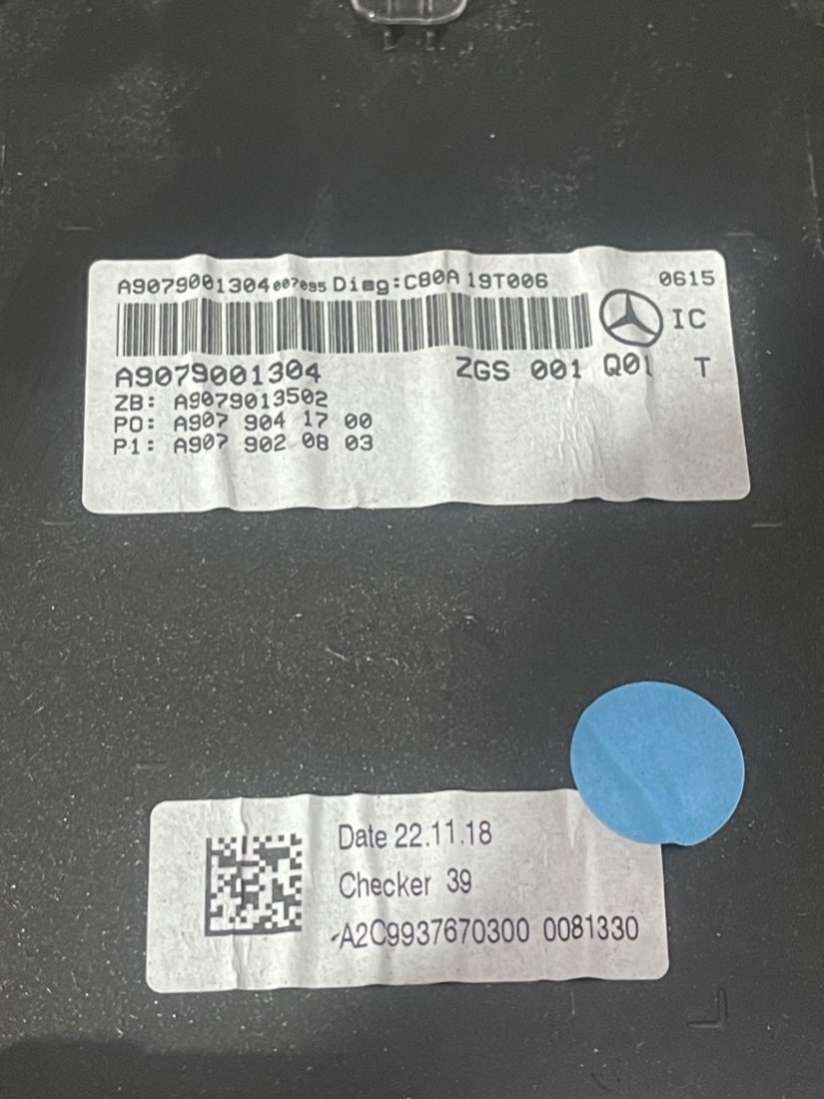 A9079001304 007095 Diag:C80A 19T006 0615
IC
A9079001304 ZGS 001 Q01 T
ZB: A9079013502
P0: A907 904 17 00
P1: A907 902 08 03
Date 22.11.18
Checker 39
-A2C9937670300 0081330